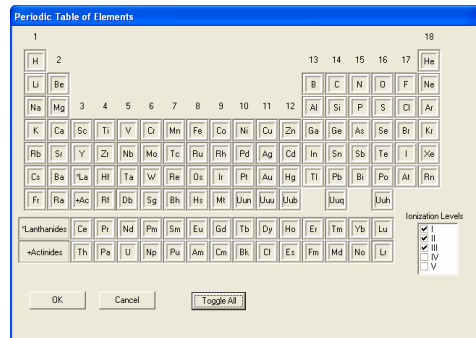 Periodic Table of Elements
1 18
H 2 13 14 15 16 17 He
Li Be B C N O F Ne
Na Mg 3 4 5 6 7 8 9 10 11 12 Al Si P S Cl Ar
K Ca Sc Ti V Cr Mn Fe Co Ni Cu Zn Ga Ge As Se Br Kr
Rb Sr Y Zr Nb Mo Tc Ru Rh Pd Ag Cd In Sn Sb Te I Xe
Cs Ba *La Hf Ta W Re Os Ir Pt Au Hg Tl Pb Bi Po At Rn
Fr Ra +Ac Rf Db Sg Bh Hs Mt Uun Uuu Uub Uuq Uuh
Ionization Levels
*Lanthanides Ce Pr Nd Pm Sm Eu Gd Tb Dy Ho Er Tm Yb Lu
+Actinides Th Pa U Np Pu Am Cm Bk Cf Es Fm Md No Lr
I
II
III
IV
V
OK Cancel Toggle All